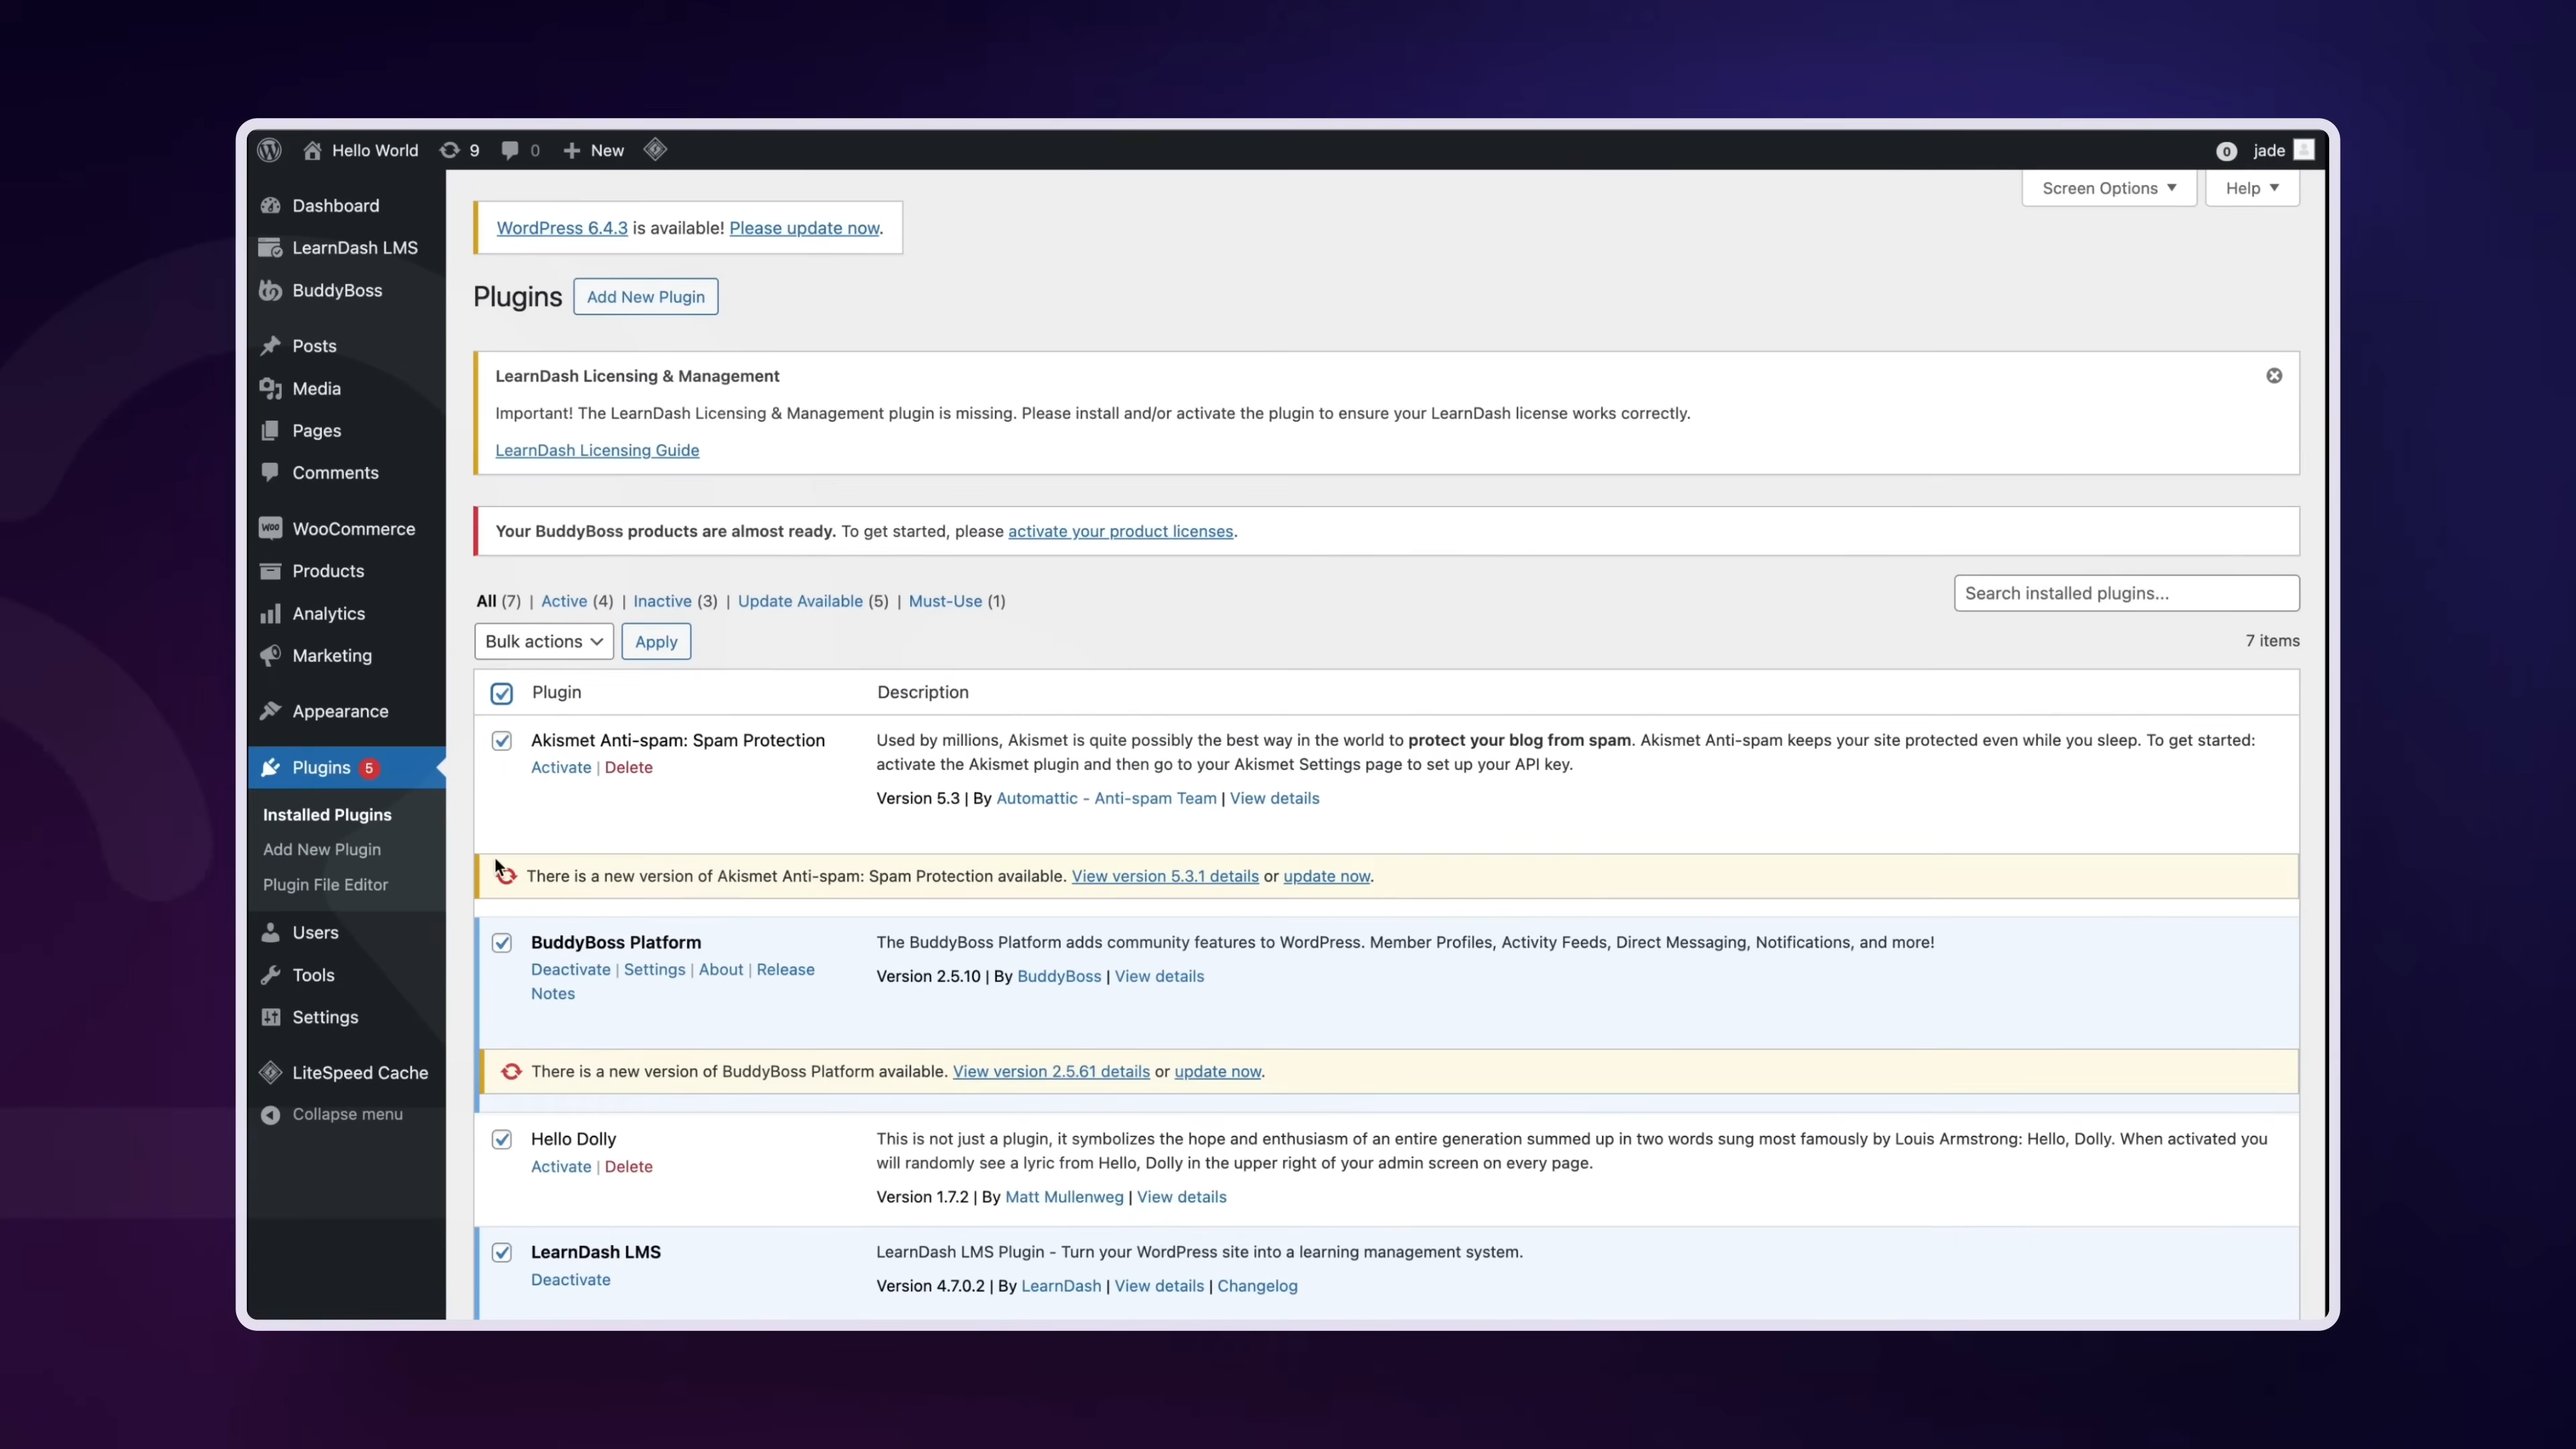 Hello World 9 0 New 0 jade
Screen Options Help
Dashboard
LearnDash LMS
BuddyBoss
Posts
Media
Pages
Comments
WOO WooCommerce
Products
Analytics
Marketing
Appearance
Plugins 5
Installed Plugins
Add New Plugin
Plugin File Editor
Users
Tools
Settings
LiteSpeed Cache
Collapse menu
WordPress 6.4.3 is available! Please update now.
Plugins Add New Plugin
LearnDash Licensing & Management
Important! The LearnDash Licensing & Management plugin is missing. Please install and/or activate the plugin to ensure your LearnDash license works correctly.
LearnDash Licensing Guide
Your BuddyBoss products are almost ready. To get started, please activate your product licenses.
All (7) | Active (4) | Inactive (3) | Update Available (5) | Must-Use (1)
Search installed plugins...
Bulk actions Apply
7 items
Plugin Description
Akismet Anti-spam: Spam Protection
Activate | Delete
Used by millions, Akismet is quite possibly the best way in the world to protect your blog from spam. Akismet Anti-spam keeps your site protected even while you sleep. To get started:
activate the Akismet plugin and then go to your Akismet Settings page to set up your API key.
Version 5.3 | By Automattic - Anti-spam Team | View details
There is a new version of Akismet Anti-spam: Spam Protection available. View version 5.3.1 details or update now.
BuddyBoss Platform
Deactivate | Settings | About | Release
Notes
The BuddyBoss Platform adds community features to WordPress. Member Profiles, Activity Feeds, Direct Messaging, Notifications, and more!
Version 2.5.10 | By BuddyBoss | View details
There is a new version of BuddyBoss Platform available. View version 2.5.61 details or update now.
Hello Dolly
Activate | Delete
This is not just a plugin, it symbolizes the hope and enthusiasm of an entire generation summed up in two words sung most famously by Louis Armstrong: Hello, Dolly. When activated you
will randomly see a lyric from Hello, Dolly in the upper right of your admin screen on every page.
Version 1.7.2 | By Matt Mullenweg | View details
LearnDash LMS
Deactivate
LearnDash LMS Plugin - Turn your WordPress site into a learning management system.
Version 4.7.0.2 | By LearnDash | View details | Changelog